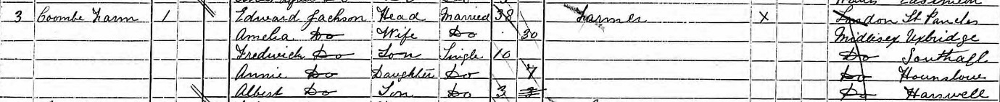 3 Coombe Farm 1 Edward Jackson Head Married 38 Farmer X London St Pancras
Amelia Do Wife Do 30 Middlesex Uxbridge
Fredrick Do Son Single 10 Do Southall
Annie Do Daughter Do 7 Do Hounslow
Albert Do Son Do 3 Do Harwell